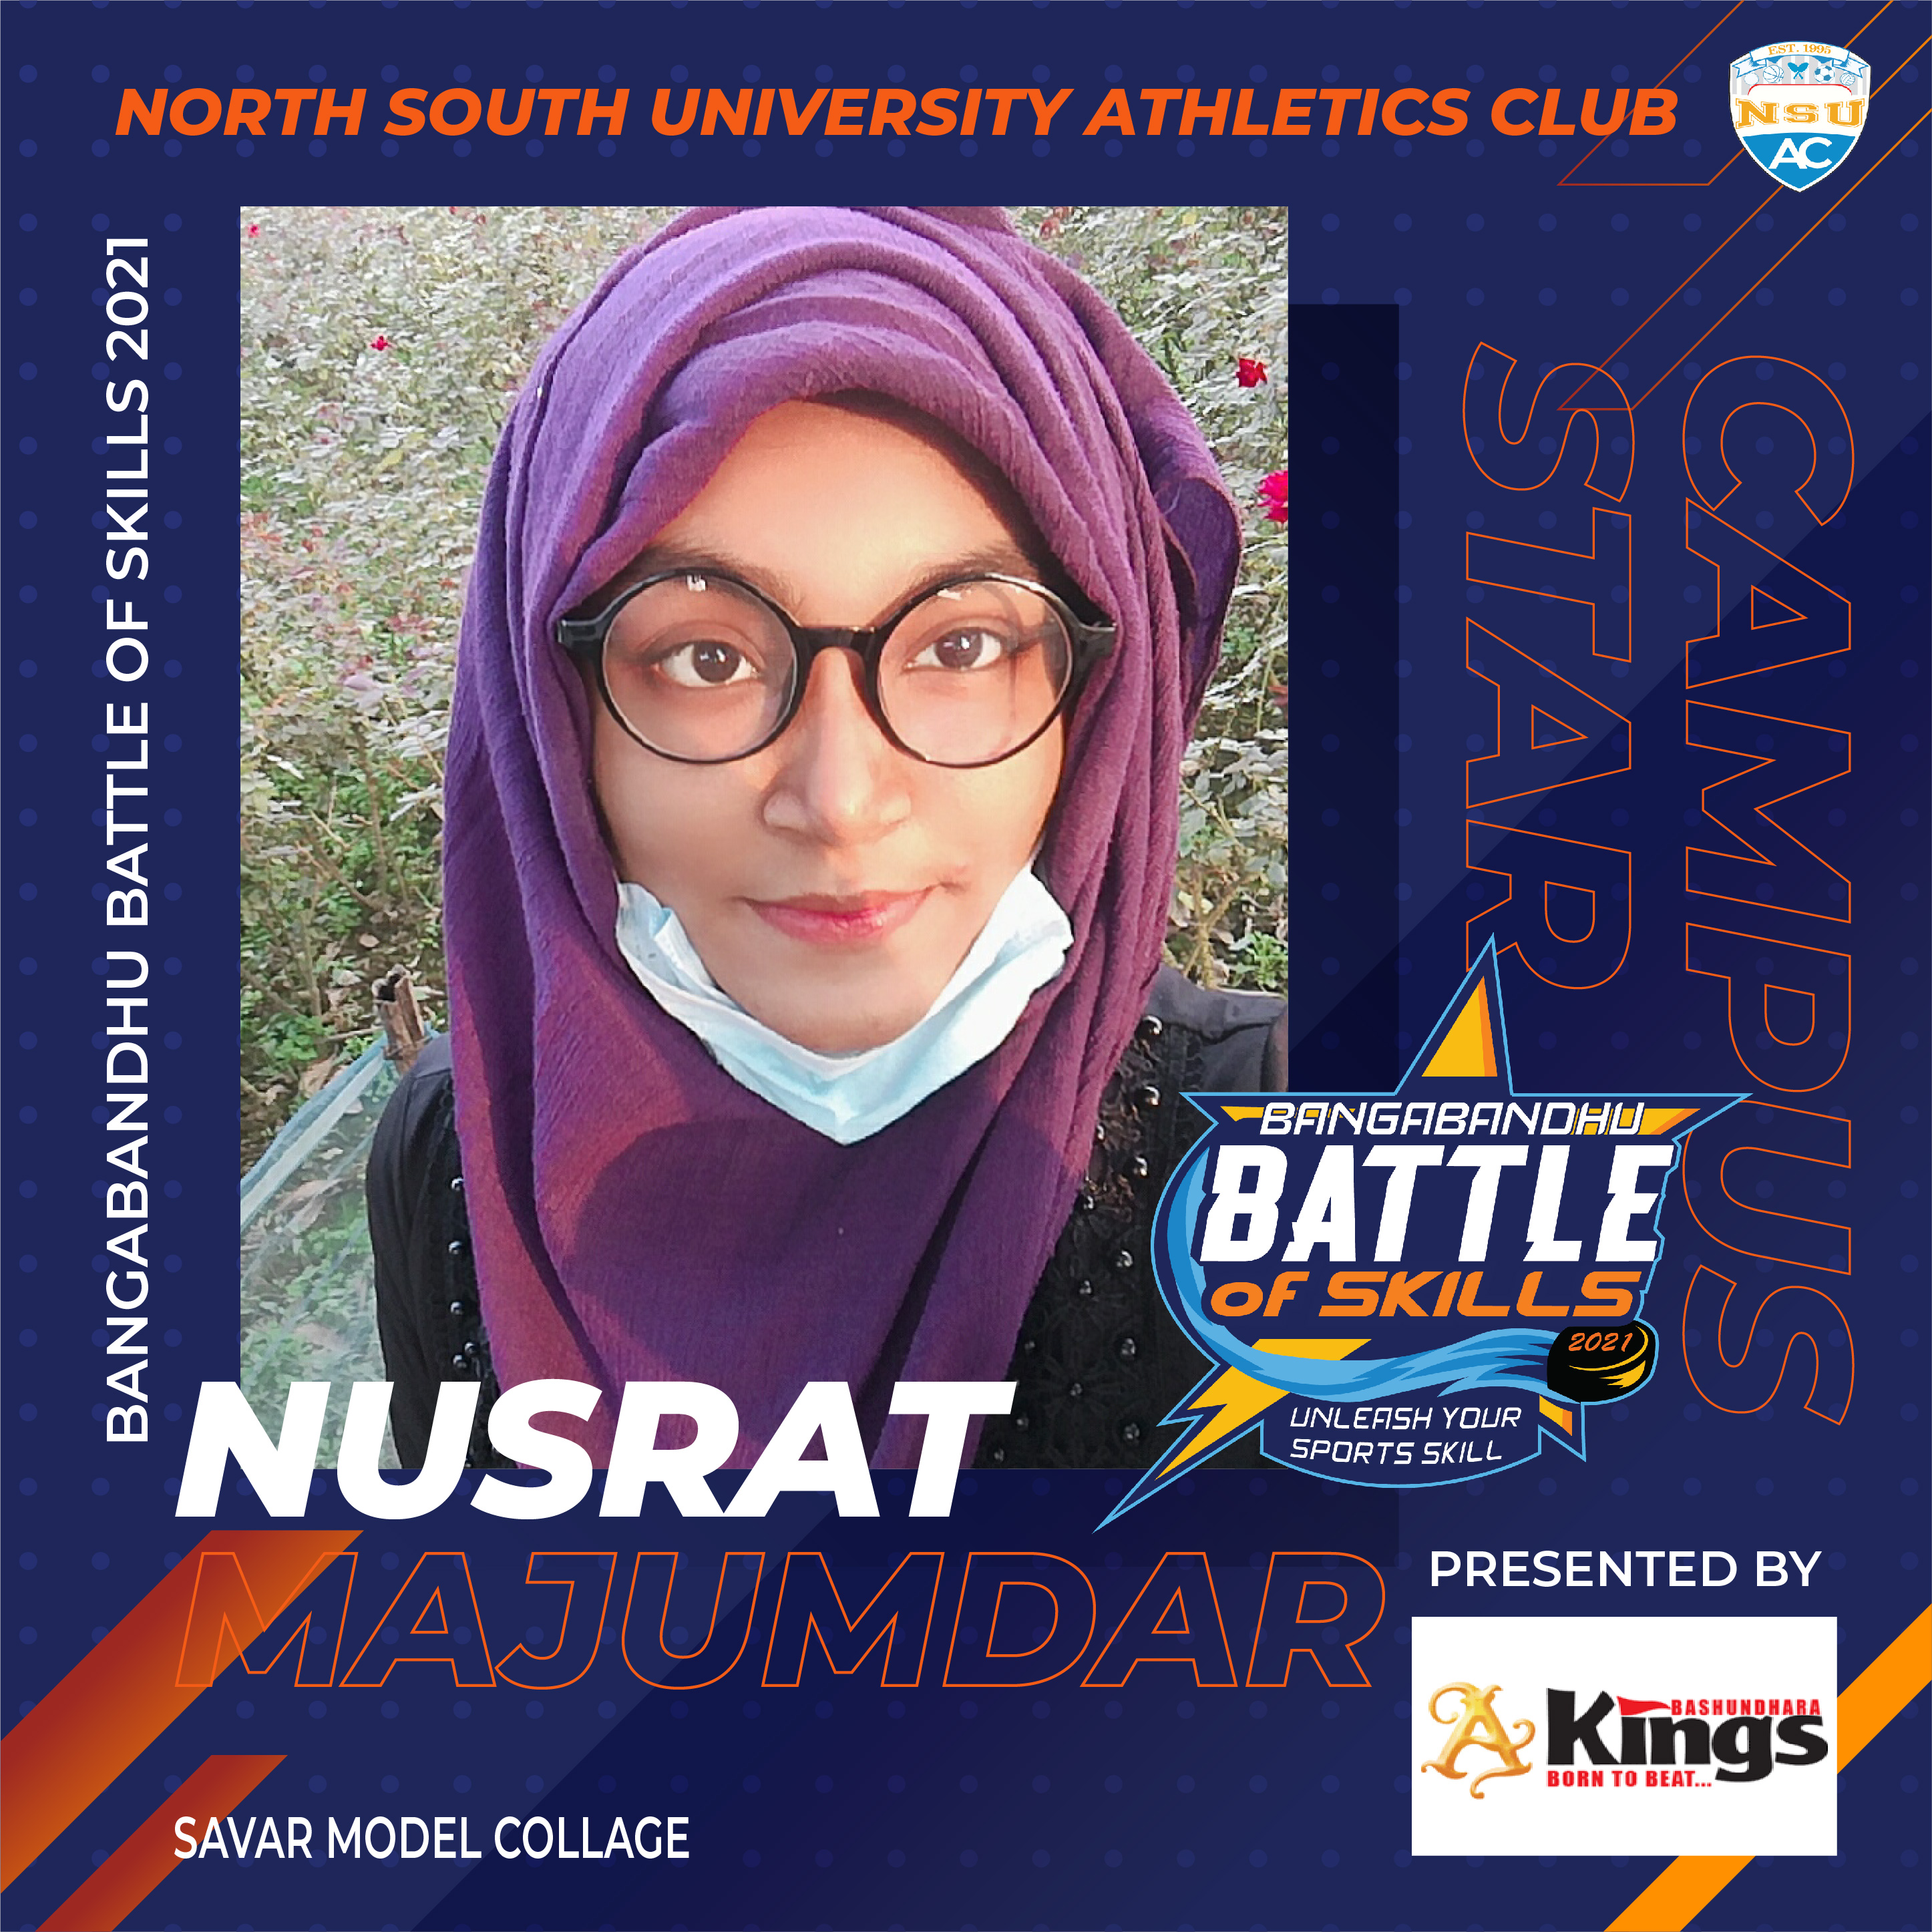 NORTH SOUTH UNIVERSITY ATHLETICS CLUB
EST. 1995
NSU
AC
BANGABANDHU BATTLE OF SKILLS 2021
CAMPUS
STAR
BANGABANDHU
BATTLE
OF SKILLS
2021
UNLEASH YOUR
SPORTS SKILL
NUSRAT
MAJUMDAR
PRESENTED BY
A
BASHUNDHARA
Kings
BORN TO BEAT...
SAVAR MODEL COLLAGE